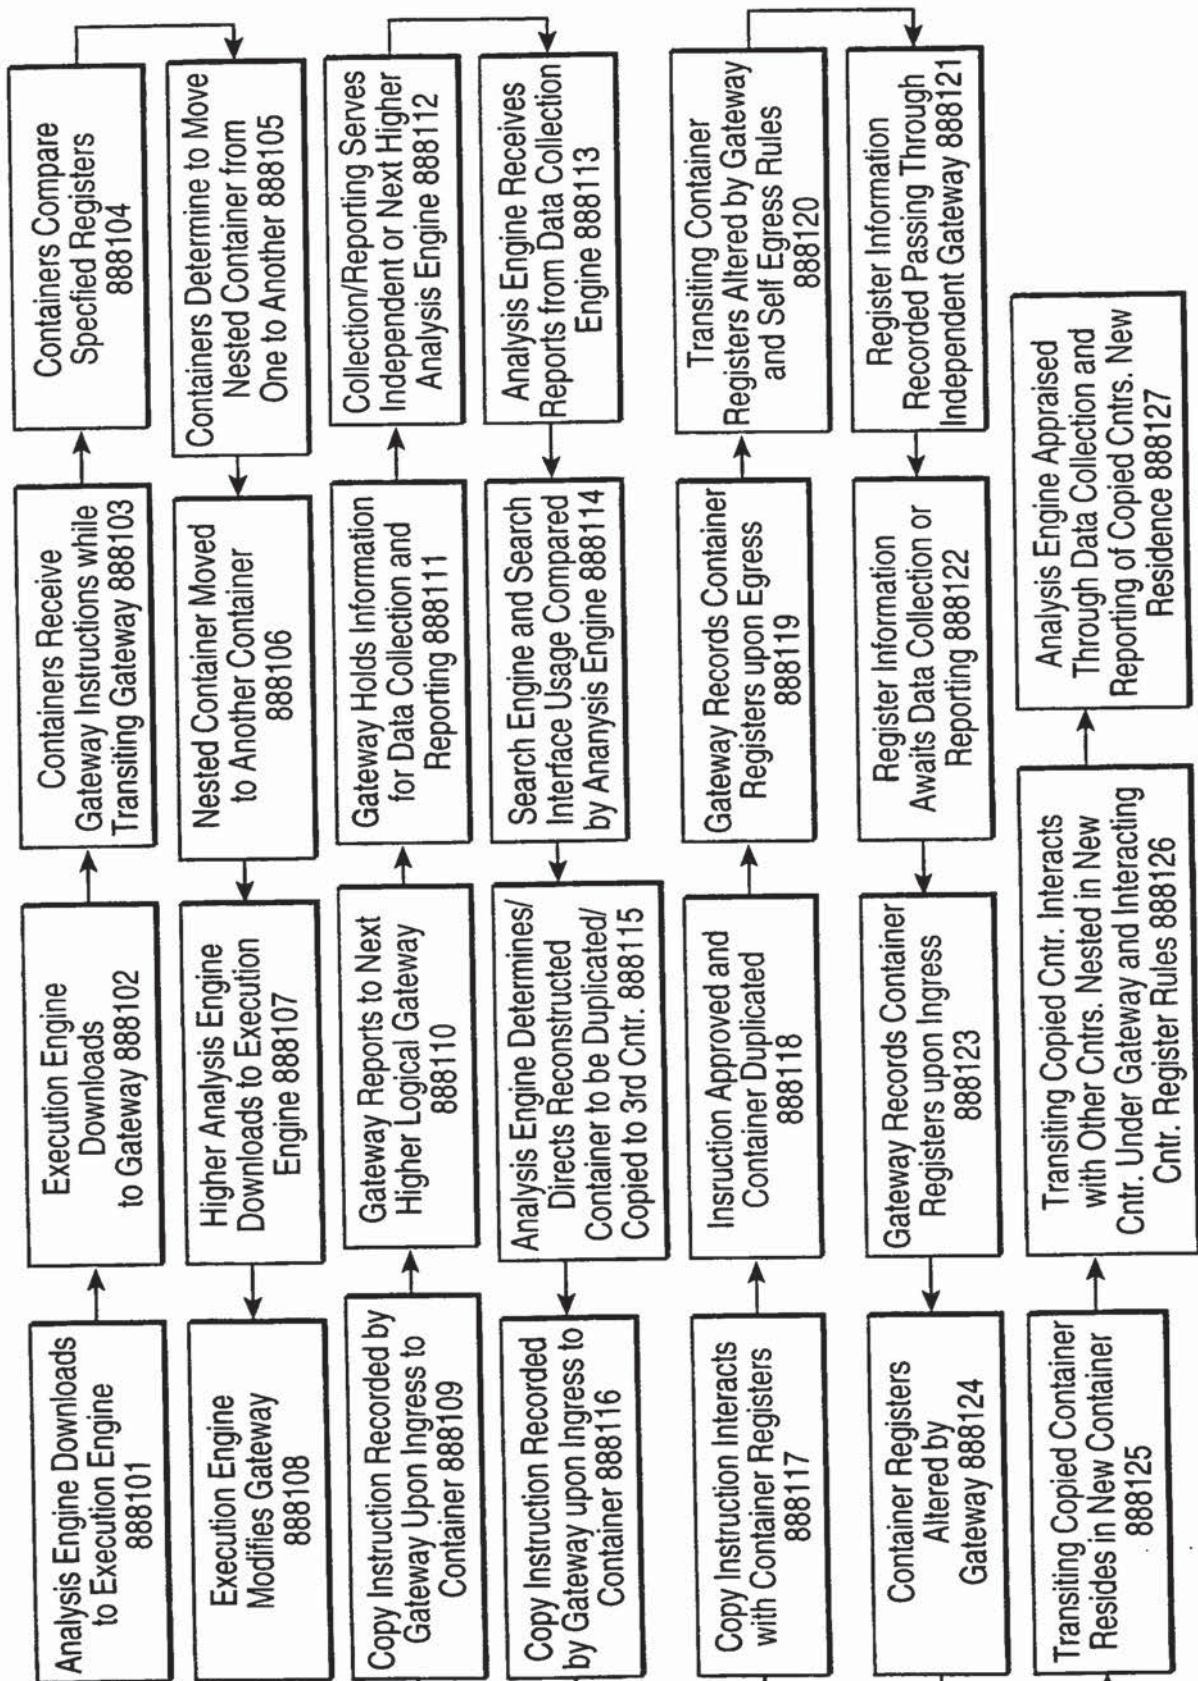 Analysis Engine Downloads
to Execution Engine
888101
Execution Engine
Downloads
to Gateway 888102
Containers Receive
Gateway Instructions while
Transiting Gateway 888103
Containers Compare
Specfied Registers
888104
Containers Determine to Move
Nested Container from
One to Another 888105
Nested Container Moved
to Another Container
888106
Higher Analysis Engine
Downloads to Execution
Engine 888107
Execution Engine
Modifies Gateway
888108
Copy Instruction Recorded by
Gateway Upon Ingress to
Container 888109
Gateway Reports to Next
Higher Logical Gateway
888110
Gateway Holds Information
for Data Collection and
Reporting 888111
Collection/Reporting Serves
Independent or Next Higher
Analysis Engine 888112
Analysis Engine Receives
Reports from Data Collection
Engine 888113
Search Engine and Search
Interface Usage Compared
by Ananysis Engine 888114
Analysis Engine Determines/
Directs Reconstructed
Container to be Duplicated/
Copied to 3rd Cntr. 888115
Copy Instruction Recorded
by Gateway upon Ingress to
Container 888116
Copy Instruction Interacts
with Container Registers
888117
Insruction Approved and
Container Duplicated
888118
Gateway Records Container
Registers upon Egress
888119
Transiting Container
Registers Altered by Gateway
and Self Egress Rules
888120
Register Information
Recorded Passing Through
Independent Gateway 888121
Register Information
Awaits Data Collection or
Reporting 888122
Gateway Records Container
Registers upon Ingress
888123
Container Registers
Altered by
Gateway 888124
Transiting Copied Container
Resides in New Container
888125
Transiting Copied Cntr. Interacts
with Other Cntrs. Nested in New
Cntr. Under Gateway and Interacting
Cntr. Register Rules 888126
Analysis Engine Appraised
Through Data Collection and
Reporting of Copied Cntrs. New
Residence 888127